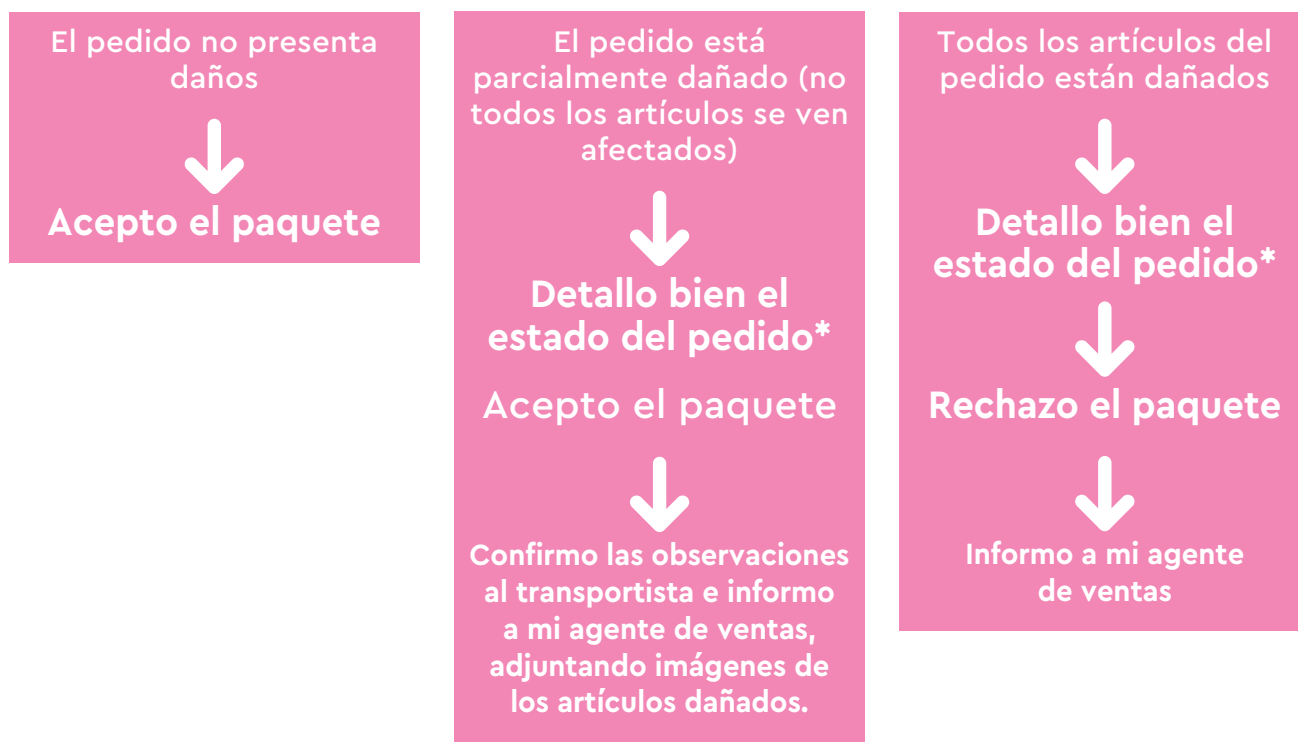 El pedido no presenta
daños
Acepto el paquete
El pedido está
parcialmente dañado (no
todos los artículos se ven
afectados)
Detallo bien el
estado del pedido*
Acepto el paquete
Confirmo las observaciones
al transportista e informo
a mi agente de ventas,
adjuntando imágenes de
los artículos dañados.
Todos los artículos del
pedido están dañados
Detallo bien el
estado del pedido*
Rechazo el paquete
Informo a mi agente
de ventas